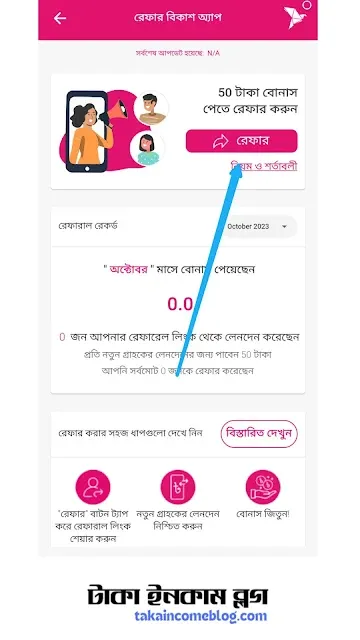 রেফার বিকাশ অ্যাপ
সর্বশেষ আপডেট হয়েছে: N/A
50 টাকা বোনাস
পেতে রেফার করুন
রেফার
নিয়ম ও শর্তাবলী
রেফারাল রেকর্ড
October 2023
" অক্টোবর " মাসে বোনাস পেয়েছেন
0.0
0 জন আপনার রেফারেল লিংক থেকে লেনদেন করেছেন
প্রতি নতুন গ্রাহকের লেনদেনের জন্য পাবেন 50 টাকা
আপনি সর্বমোট 0 জনকে রেফার করেছেন
রেফার করার সহজ ধাপগুলো দেখে নিন
বিস্তারিত দেখুন
"রেফার" বাটন ট্যাপ
করে রেফারাল লিংক
শেয়ার করুন
নতুন গ্রাহকের লেনদেন
নিশ্চিত করুন
বোনাস জিতুন!
টাকা ইনকাম ব্লগ
takaincomeblog.com